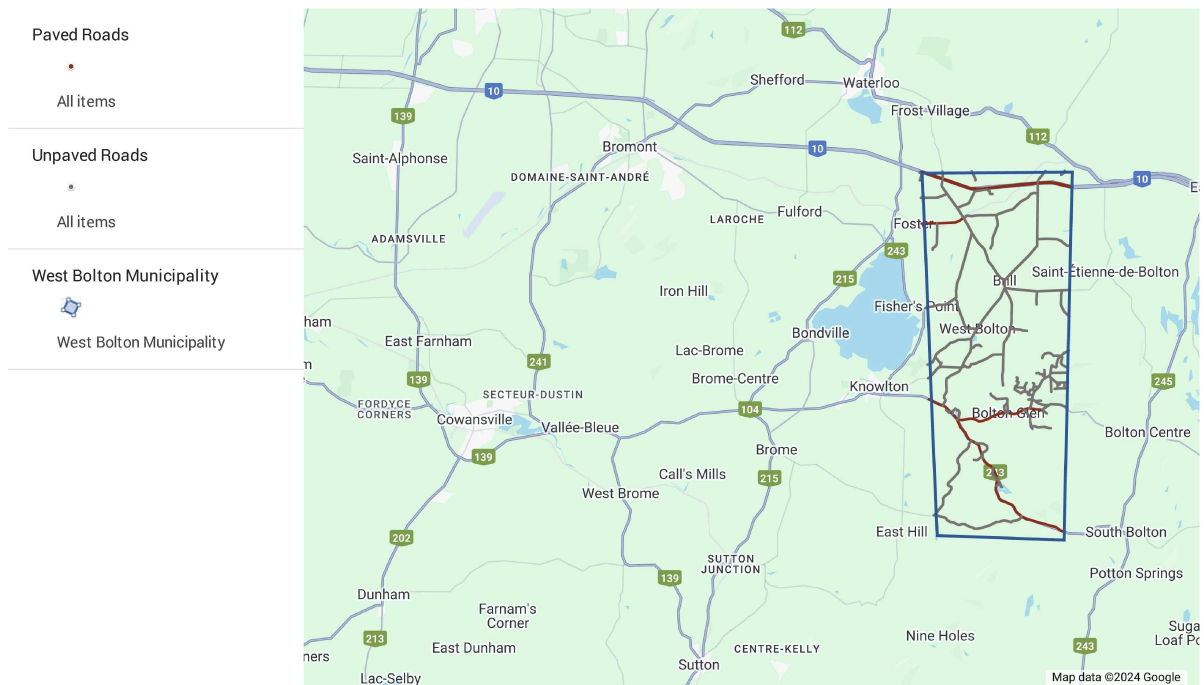 Paved Roads
All items
Unpaved Roads
All items
West Bolton Municipality
West Bolton Municipality
112
Shefford
Waterloo
10
139
Frost Village
112
Bromont
10
Saint-Alphonse
DOMAINE-SAINT-ANDRÉ
10
LAROCHE
Fulford
Foster
ADAMSVILLE
243
215
Saint-Étienne-de-Bolton
Brill
Iron Hill
Fisher's Point
ham
West Bolton
East Farnham
Bondville
Lac-Brome
241
139
Brome-Centre
Knowlton
245
SECTEUR-DUSTIN
FORDYCE
CORNERS
104
Bolton Glen
Cowansville
Vallée-Bleue
Bolton Centre
139
Brome
Call's Mills
215
243
West Brome
East Hill
South Bolton
202
SUTTON
JUNCTION
139
Potton Springs
Dunham
Farnam's
Corner
213
Nine Holes
Suga
Loaf Po
East Dunham
CENTRE-KELLY
243
ners
Sutton
Lac-Selby
Map data ©2024 Google